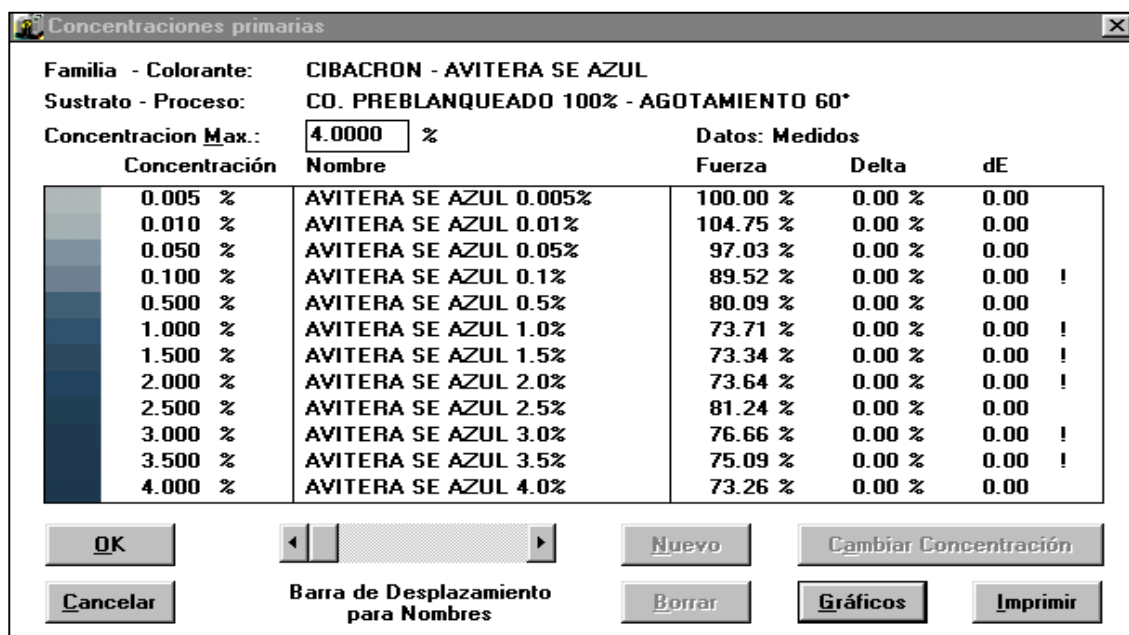 Concentraciones primarias
Familia - Colorante: CIBACRON - AVITERA SE AZUL
Sustrato - Proceso: CO. PREBLANQUEADO 100% - AGOTAMIENTO 60°
Concentracion Max.: 4.0000 % Datos: Medidos
Concentración Nombre Fuerza Delta dE
0.005 % AVITERA SE AZUL 0.005% 100.00 % 0.00 % 0.00
0.010 % AVITERA SE AZUL 0.01% 104.75 % 0.00 % 0.00
0.050 % AVITERA SE AZUL 0.05% 97.03 % 0.00 % 0.00
0.100 % AVITERA SE AZUL 0.1% 89.52 % 0.00 % 0.00 !
0.500 % AVITERA SE AZUL 0.5% 80.09 % 0.00 % 0.00
1.000 % AVITERA SE AZUL 1.0% 73.71 % 0.00 % 0.00 !
1.500 % AVITERA SE AZUL 1.5% 73.34 % 0.00 % 0.00 !
2.000 % AVITERA SE AZUL 2.0% 73.64 % 0.00 % 0.00 !
2.500 % AVITERA SE AZUL 2.5% 81.24 % 0.00 % 0.00
3.000 % AVITERA SE AZUL 3.0% 76.66 % 0.00 % 0.00 !
3.500 % AVITERA SE AZUL 3.5% 75.09 % 0.00 % 0.00 !
4.000 % AVITERA SE AZUL 4.0% 73.26 % 0.00 % 0.00
OK Nuevo Cambiar Concentración
Cancelar Barra de Desplazamiento Borrar Gráficos Imprimir
para Nombres